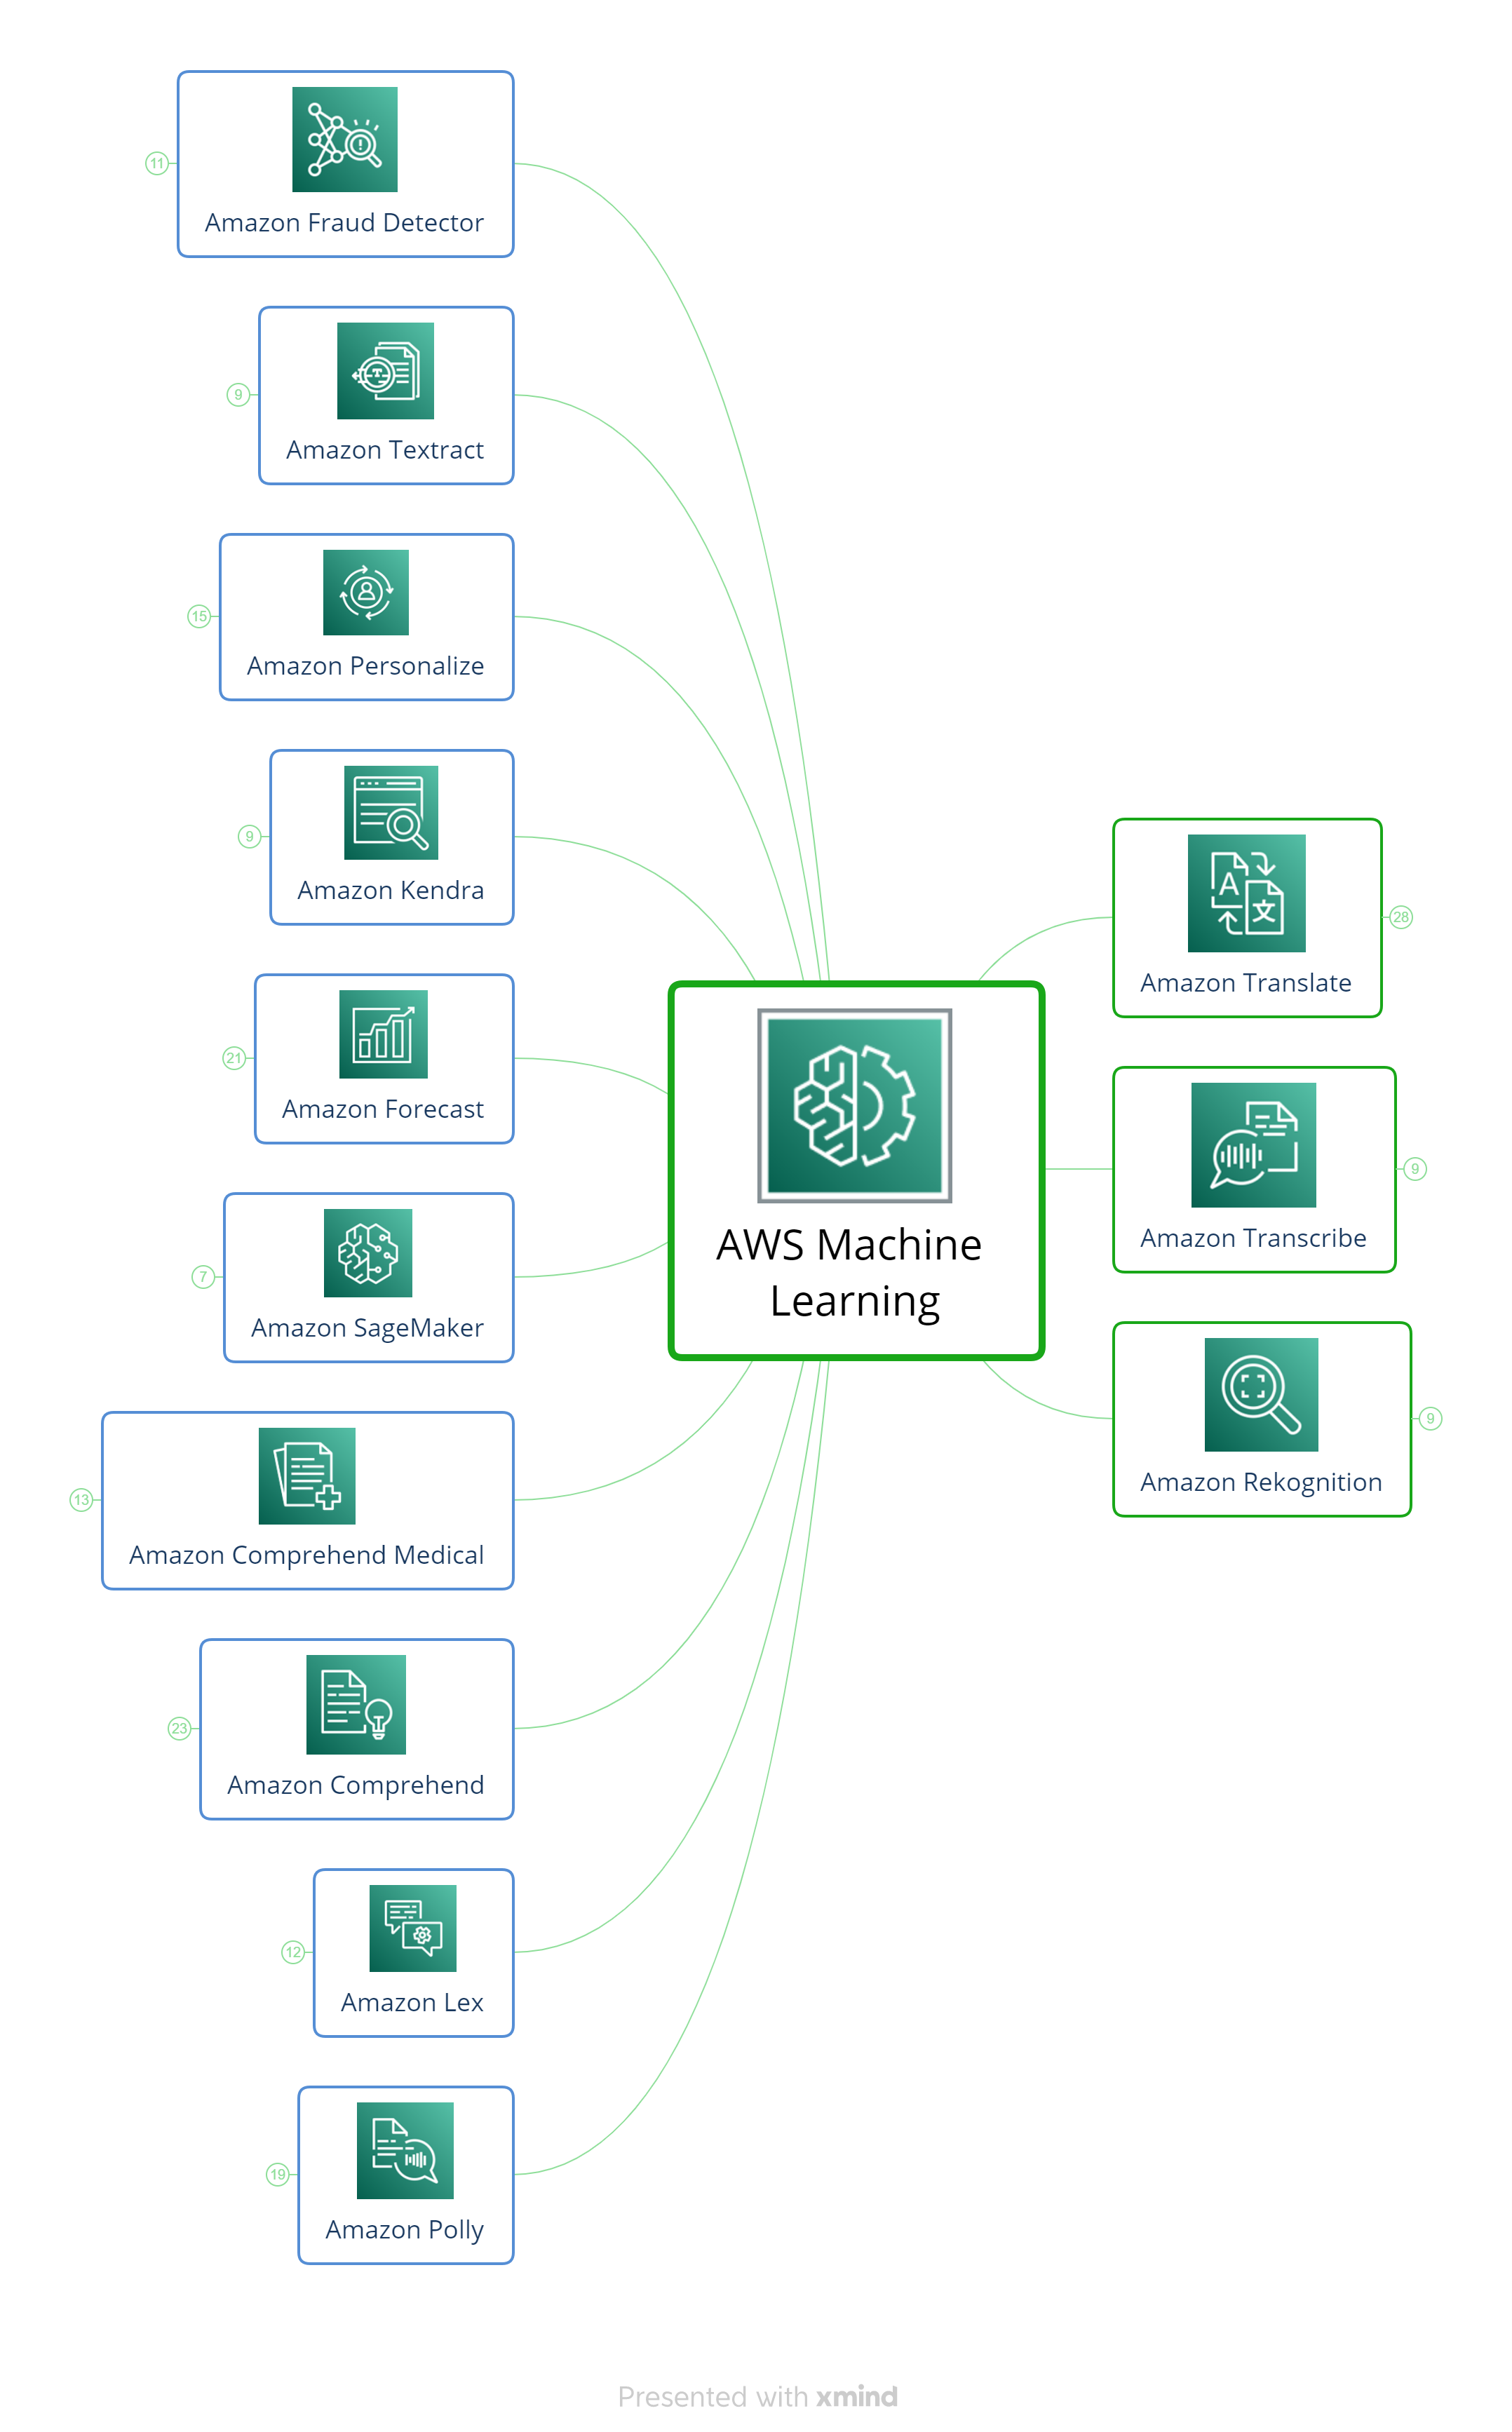 11
Amazon Fraud Detector
9
Amazon Textract
15
Amazon Personalize
9
Amazon Kendra
21
Amazon Forecast
7
Amazon SageMaker
13
Amazon Comprehend Medical
23
Amazon Comprehend
12
Amazon Lex
19
Amazon Polly
AWS Machine
Learning
A 文
Amazon Translate
28
Amazon Transcribe
9
Amazon Rekognition
9
Presented with xmind